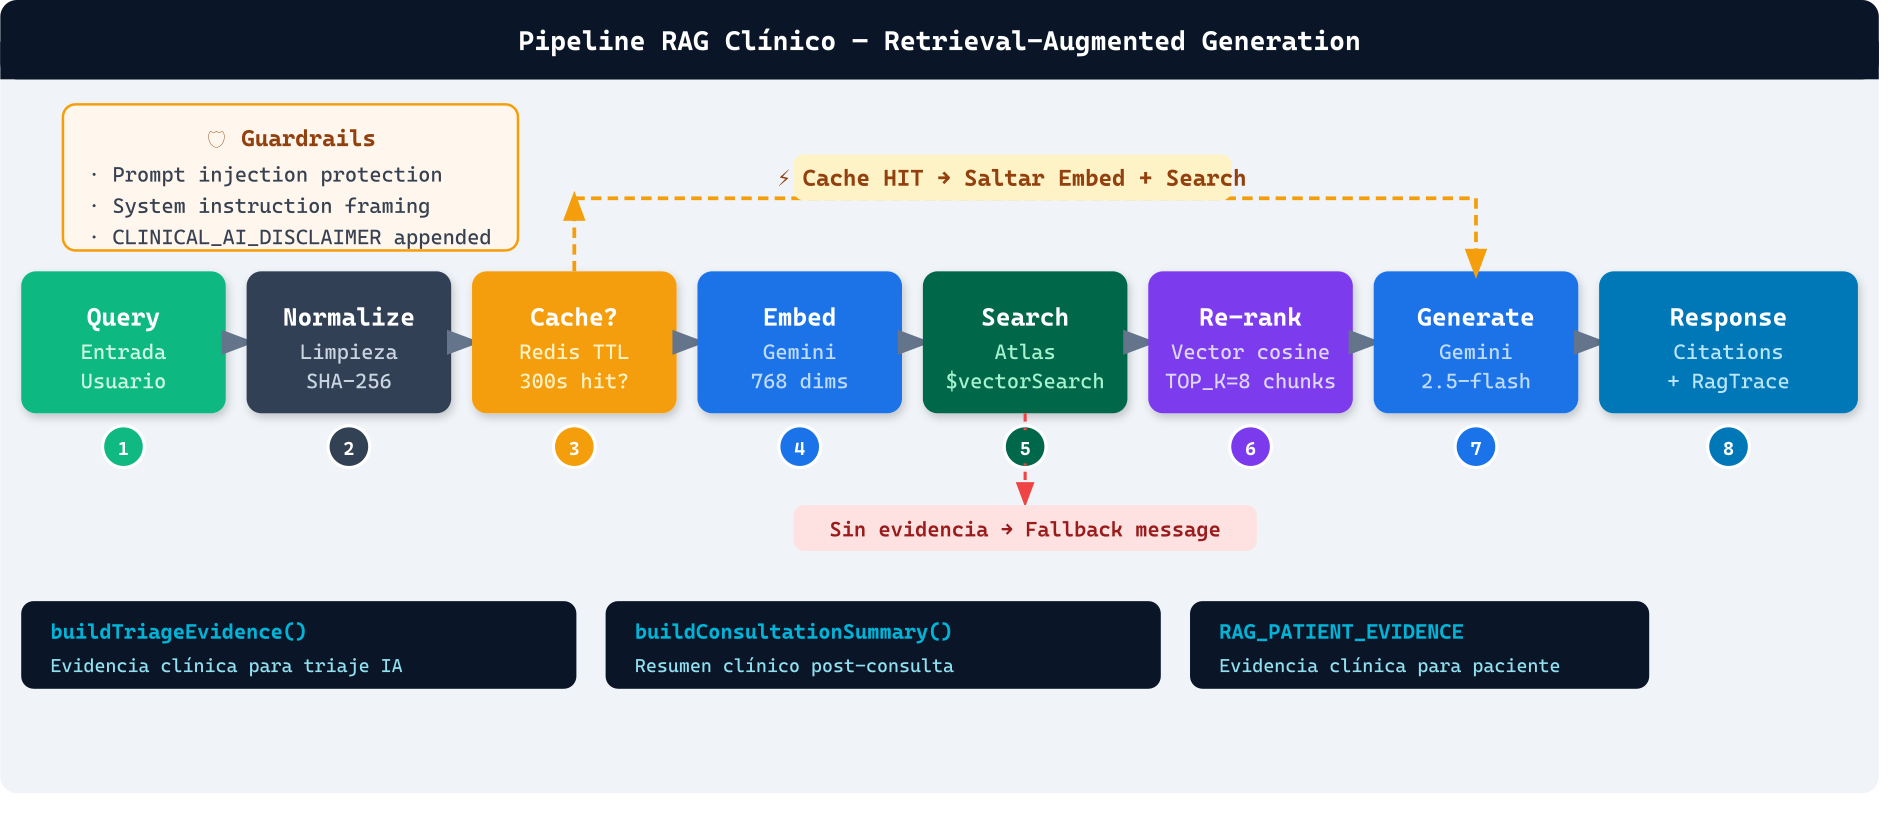 Pipeline RAG Clínico – Retrieval-Augmented Generation
Guardrails
· Prompt injection protection
· System instruction framing
· CLINICAL_AI_DISCLAIMER appended
⚡ Cache HIT → Saltar Embed + Search
Query
Entrada
Usuario
1
Normalize
Limpieza
SHA-256
2
Cache?
Redis TTL
300s hit?
3
Embed
Gemini
768 dims
4
Search
Atlas
$vectorSearch
5
Re-rank
Vector cosine
TOP_K=8 chunks
6
Generate
Gemini
2.5-flash
7
Response
Citations
+ RagTrace
8
Sin evidencia → Fallback message
buildTriageEvidence()
Evidencia clínica para triaje IA
buildConsultationSummary()
Resumen clínico post-consulta
RAG_PATIENT_EVIDENCE
Evidencia clínica para paciente